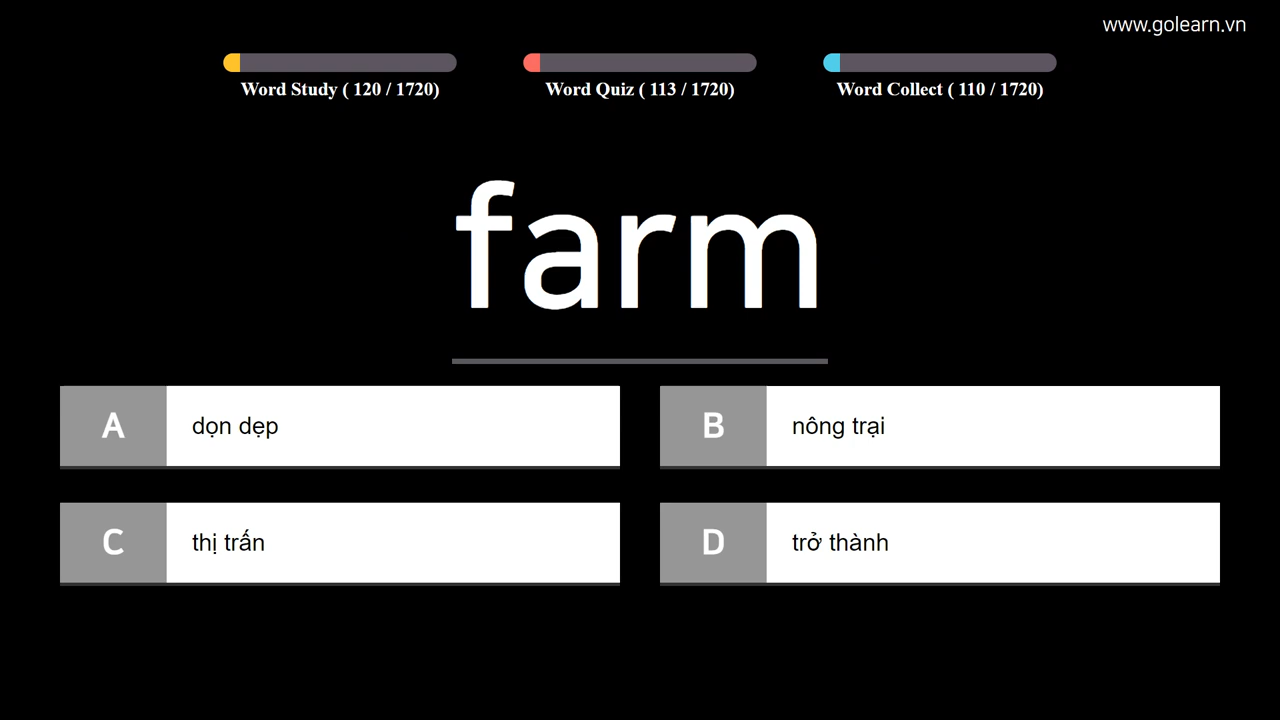 www.golearn.vn
Word Study ( 120 / 1720)
Word Quiz ( 113 / 1720)
Word Collect ( 110 / 1720)
farm
A dọn dẹp
B nông trại
C thị trấn
D trở thành